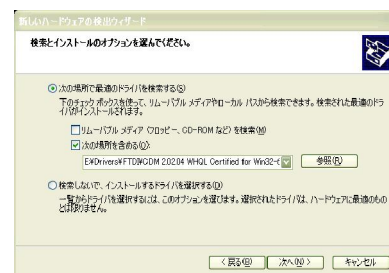 新しいハードウェアの検出ウィザード
検索とインストールのオプションを選んでください。
次の場所で最適のドライバを検索する(S)
下のチェック ボックスを使って、リムーバブル メディアやローカル パスから検索できます。検索された最適のドラ
イバがインストールされます。
リムーバブル メディア (フロッピー、CD-ROM など) を検索(M)
次の場所を含める(O):
E:¥Drivers¥FTDI¥CDM 2.02.04 WHQL Certified for Win32-
参照(R)
検索しないで、インストールするドライバを選択する(D)
一覧からドライバを選択するには、このオプションを選びます。選択されたドライバは、ハードウェアに最適のもの
とは限りません。
< 戻る(B)
次へ(N) >
キャンセル